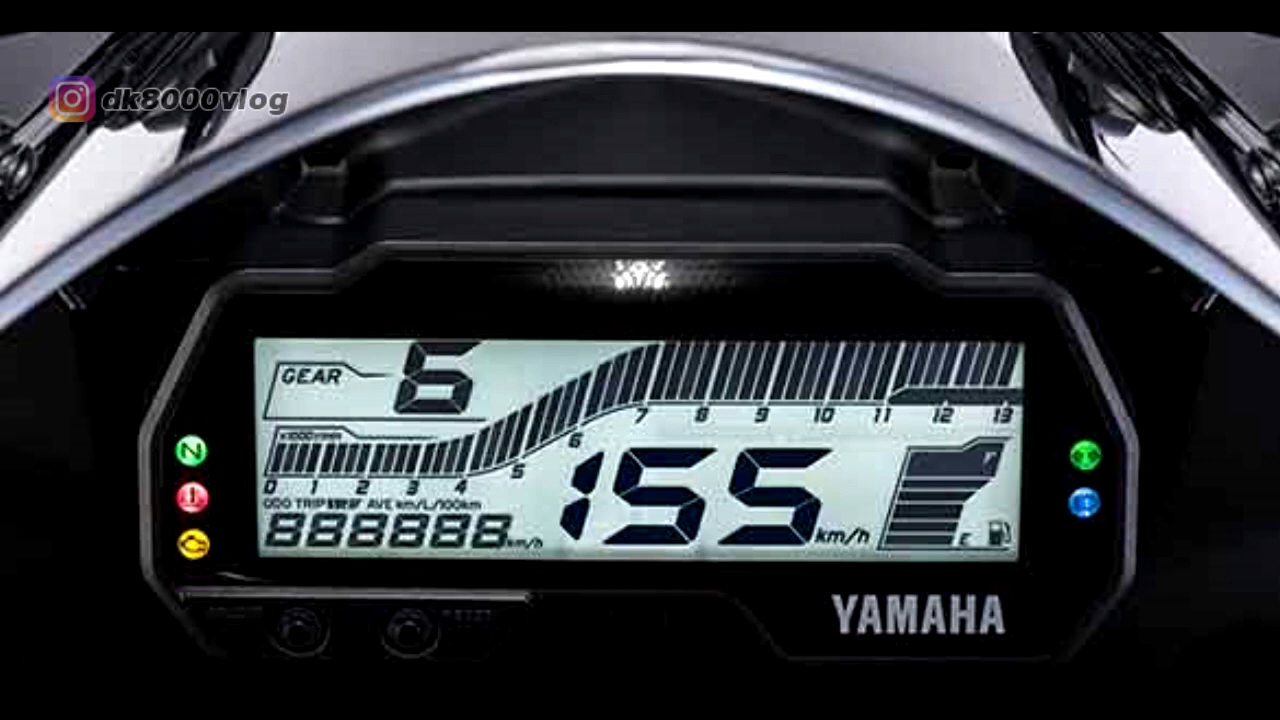 dk8000vlog
GEAR 6
x1000r/min
0 1 2 3 4 5 6 7 8 9 10 11 12 13
ODO TRIP AVE km/L/100km
888888 km/h
155 km/h
F
E
N
YAMAHA